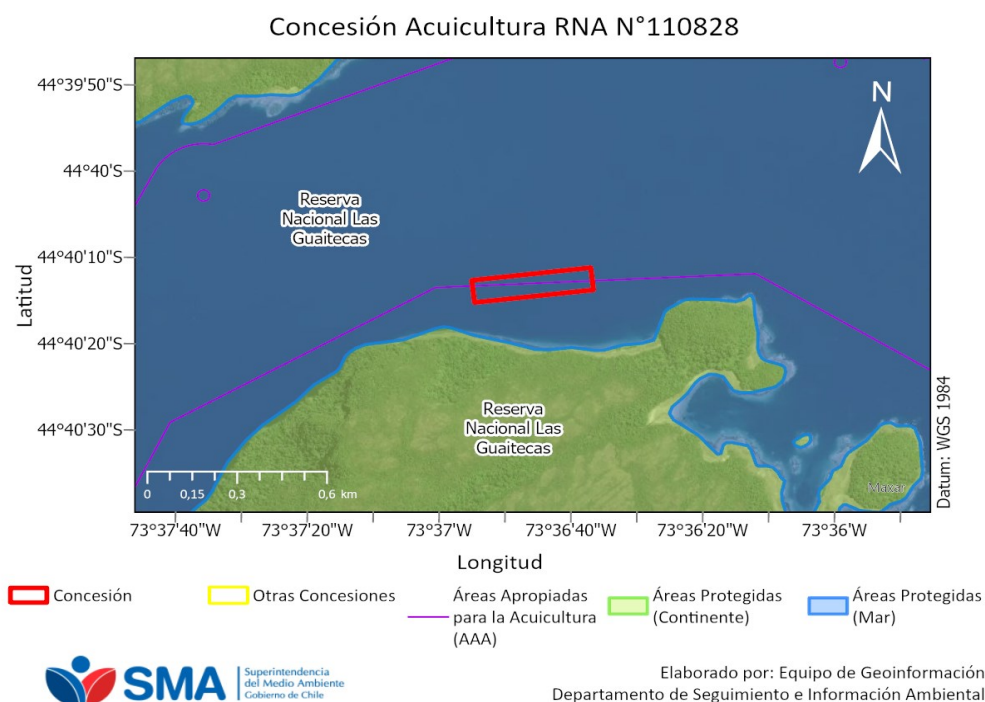 Concesión Acuicultura RNA N°110828
44°39'50"S
44°40'S
44°40'10"S
44°40'20"S
44°40'30"S
Latitud
N
Reserva
Nacional Las
Guaitecas
Reserva
Nacional Las
Guaitecas
Maxar
Datum: WGS 1984
0 0,15 0,3 0,6 km
73°37'40"W 73°37'20"W 73°37'W 73°36'40"W 73°36'20"W 73°36'W
Longitud
Concesión
Otras Concesiones
Áreas Apropiadas
para la Acuicultura
(AAA)
Áreas Protegidas
(Continente)
Áreas Protegidas
(Mar)
SMA
Superintendencia
del Medio Ambiente
Gobierno de Chile
Elaborado por: Equipo de Geoinformación
Departamento de Seguimiento e Información Ambiental